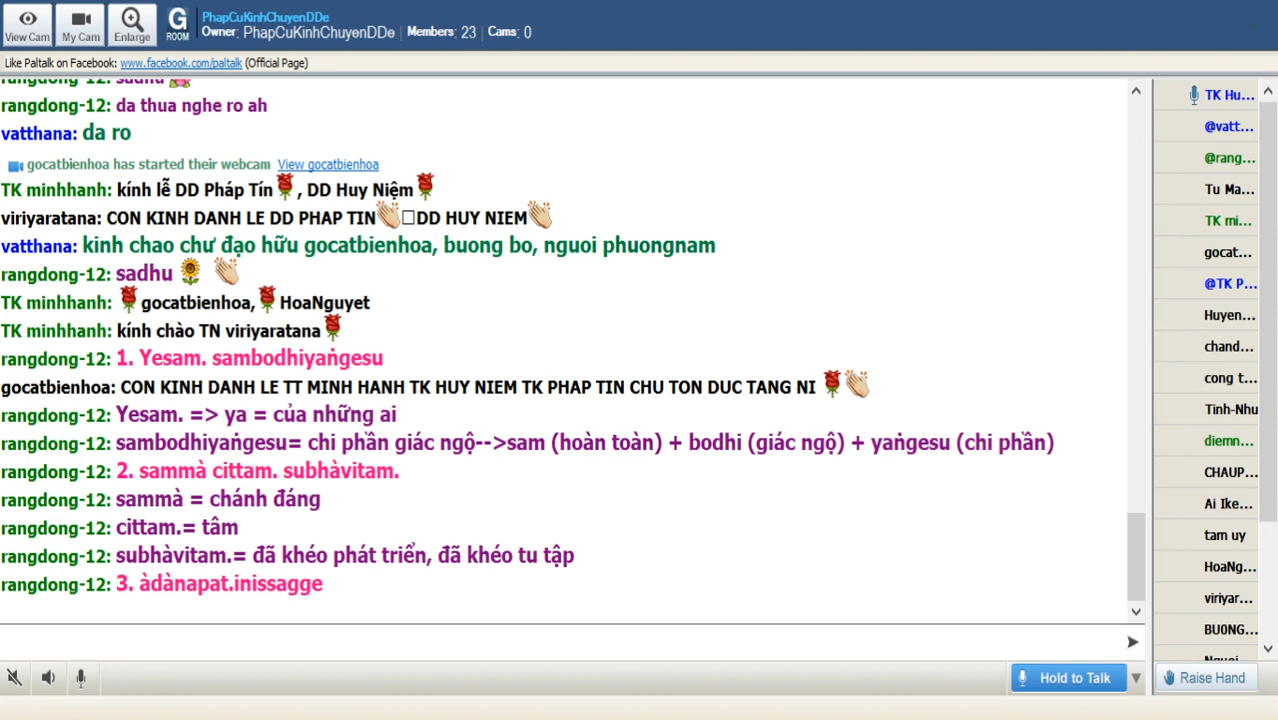 View Cam
My Cam
Enlarge
G
ROOM
PhapCuKinhChuyenDDe
Owner: PhapCuKinhChuyenDDe | Members: 23 | Cams: 0
Like Paltalk on Facebook: www.facebook.com/paltalk (Official Page)
rangdong-12: sadhu
rangdong-12: da thua nghe ro ah
vatthana: da ro
gocatbienhoa has started their webcam View gocatbienhoa
TK minhhanh: kính lễ DD Pháp Tín , DD Huy Niệm
viriyaratana: CON KINH DANH LE DD PHAP TIN DD HUY NIEM
vatthana: kinh chao chư đạo hữu gocatbienhoa, buong bo, nguoi phuongnam
rangdong-12: sadhu
TK minhhanh: gocatbienhoa, HoaNguyet
TK minhhanh: kính chào TN viriyaratana
rangdong-12: 1. Yesam. sambodhiyaṅgesu
gocatbienhoa: CON KINH DANH LE TT MINH HANH TK HUY NIEM TK PHAP TIN CHU TON DUC TANG NI
rangdong-12: Yesam. => ya = của những ai
rangdong-12: sambodhiyaṅgesu= chi phần giác ngộ-->sam (hoàn toàn) + bodhi (giác ngộ) + yaṅgesu (chi phần)
rangdong-12: 2. sammà cittam. subhàvitam.
rangdong-12: sammà = chánh đáng
rangdong-12: cittam.= tâm
rangdong-12: subhàvitam.= đã khéo phát triển, đã khéo tu tập
rangdong-12: 3. àdànapat.inissagge
TK Hu...
@vatt...
@rang...
Tu Ma...
TK mi...
gocat...
@TK P...
Huyen...
chand...
cong t...
Tinh-Nhu
diemn...
CHAUP...
Ai Ike...
tam uy
HoaNg...
viriyar...
BUONG...
Hold to Talk
Raise Hand